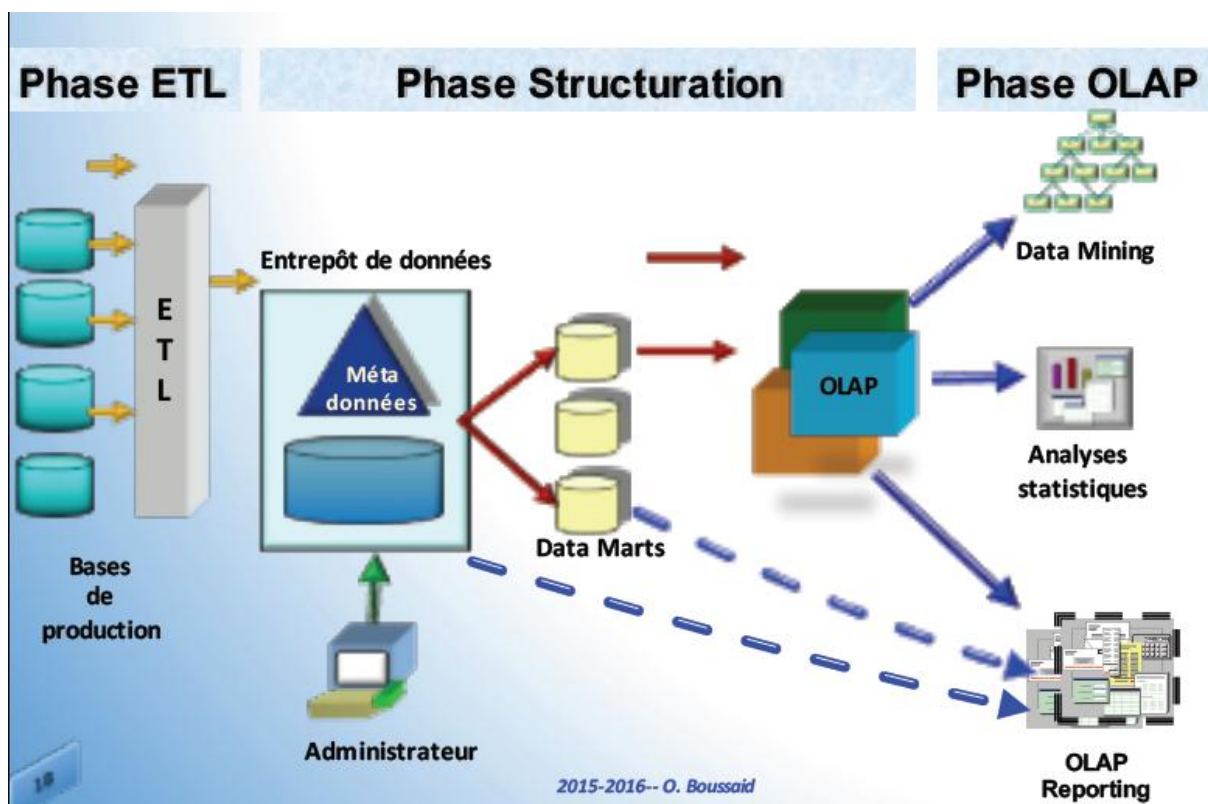 Phase ETL
Phase Structuration
Phase OLAP
E
T
L
Bases
de
production
Entrepôt de données
Méta
données
Administrateur
Data Marts
OLAP
Data Mining
Analyses
statistiques
OLAP
Reporting
18
2015-2016-- O. Boussaid